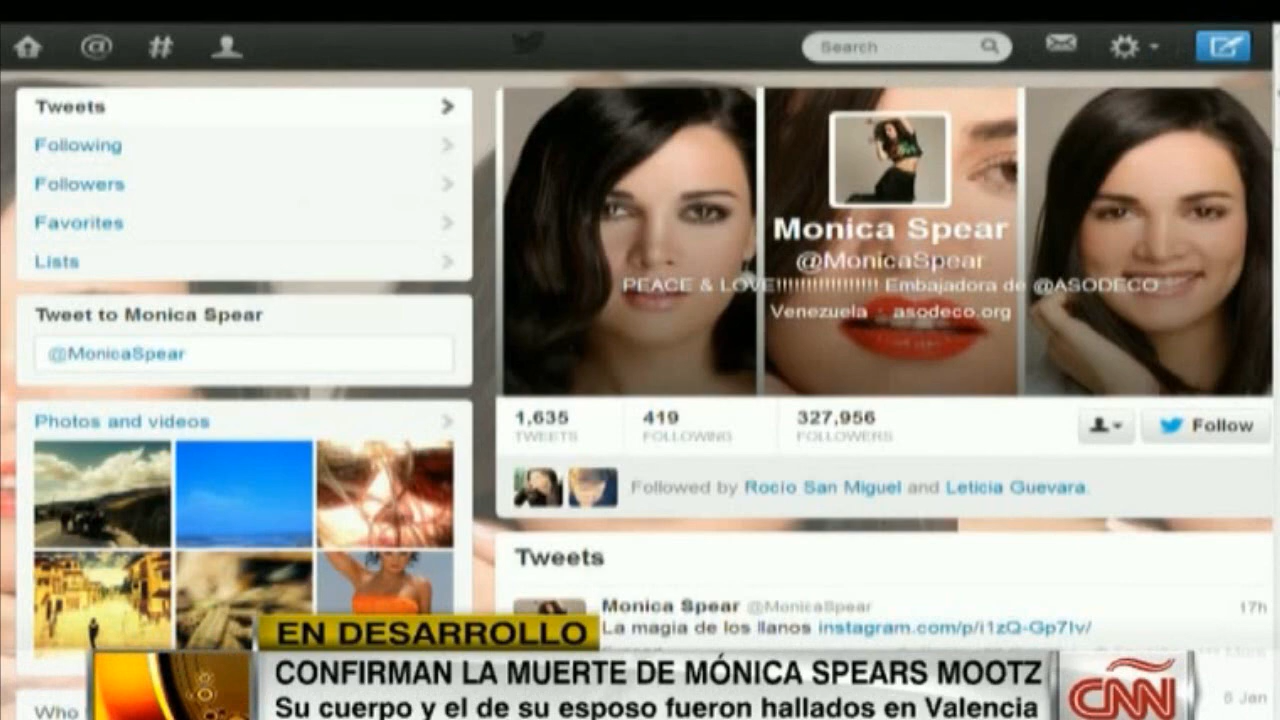 Search
Tweets
Following
Followers
Favorites
Lists
Tweet to Monica Spear
@MonicaSpear
Photos and videos
Who
Monica Spear
@MonicaSpear
PEACE & LOVE!!!!!!!!!!!!!!!!!! Embajadora de @ASODECO
Venezuela · asodeco.org
1,635
TWEETS
419
FOLLOWING
327,956
FOLLOWERS
Follow
Followed by Rocio San Miguel and Leticia Guevara.
Tweets
Monica Spear @MonicaSpear 17h
La magia de los llanos instagram.com/p/i1zQ-Gp7Iv/
EN DESARROLLO
CONFIRMAN LA MUERTE DE MÓNICA SPEARS MOOTZ
Su cuerpo y el de su esposo fueron hallados en Valencia
CNN